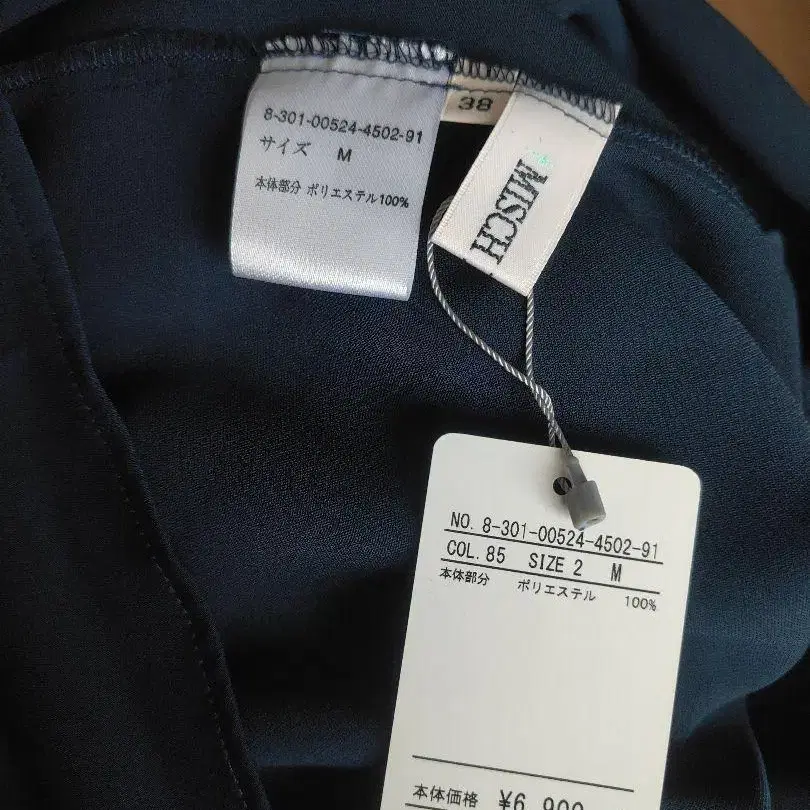 8-301-00524-4502-91
サイズ M
本体部分 ポリエステル100%
38
MISCH
NO. 8-301-00524-4502-91
COL. 85 SIZE 2 M
本体部分 ポリエステル 100%
本体価格 ¥6,900